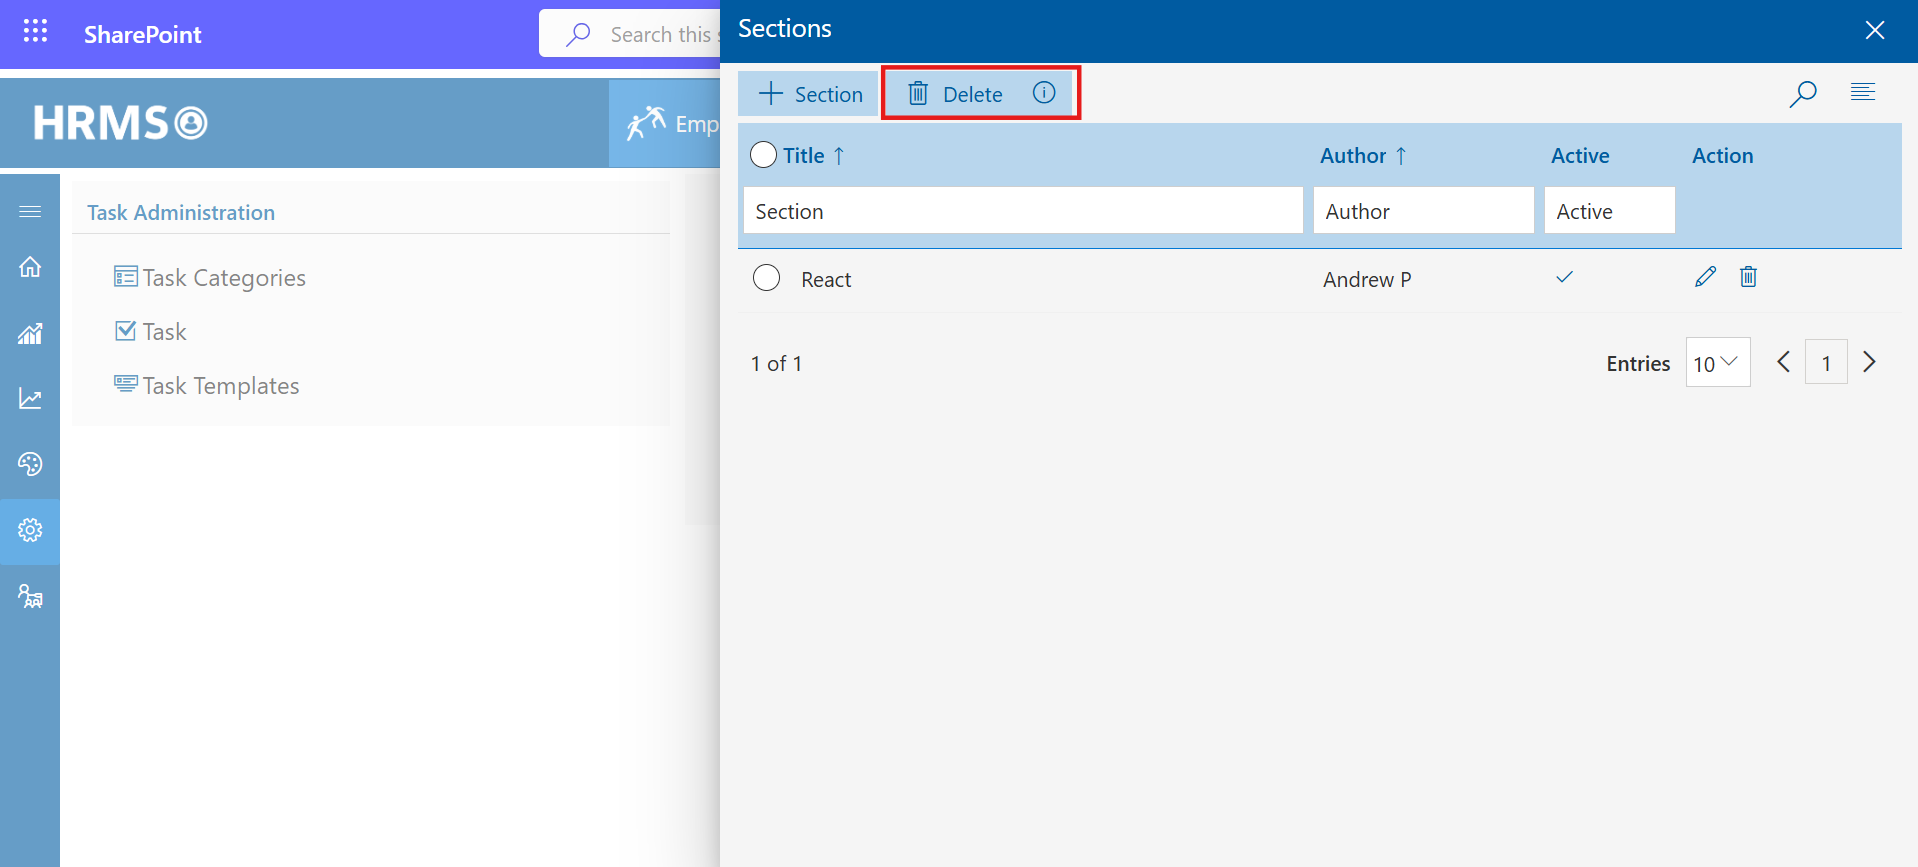 SharePoint
Search this s
HRMS
Emp
Task Administration
Task Categories
Task
Task Templates
Sections
Section
Delete
Title ↑
Author ↑
Active
Action
Section
Author
Active
React
Andrew P
1 of 1
Entries
10
1